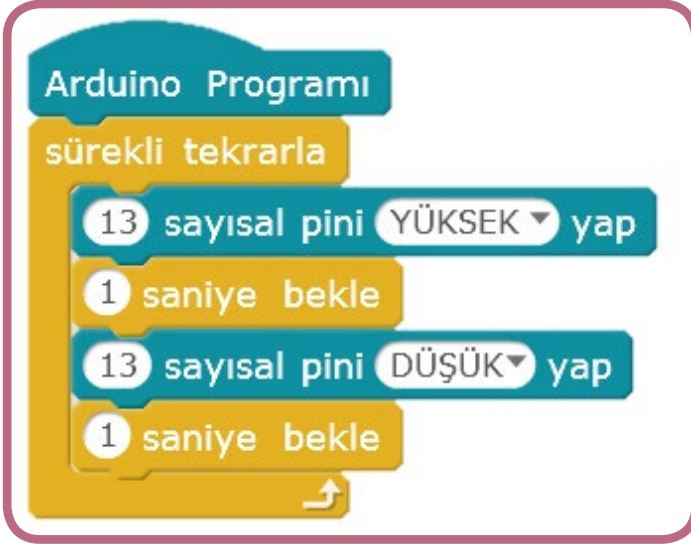 Arduino Programı
sürekli tekrarla
13 sayısal pini YÜKSEK yap
1 saniye bekle
13 sayısal pini DÜŞÜK yap
1 saniye bekle